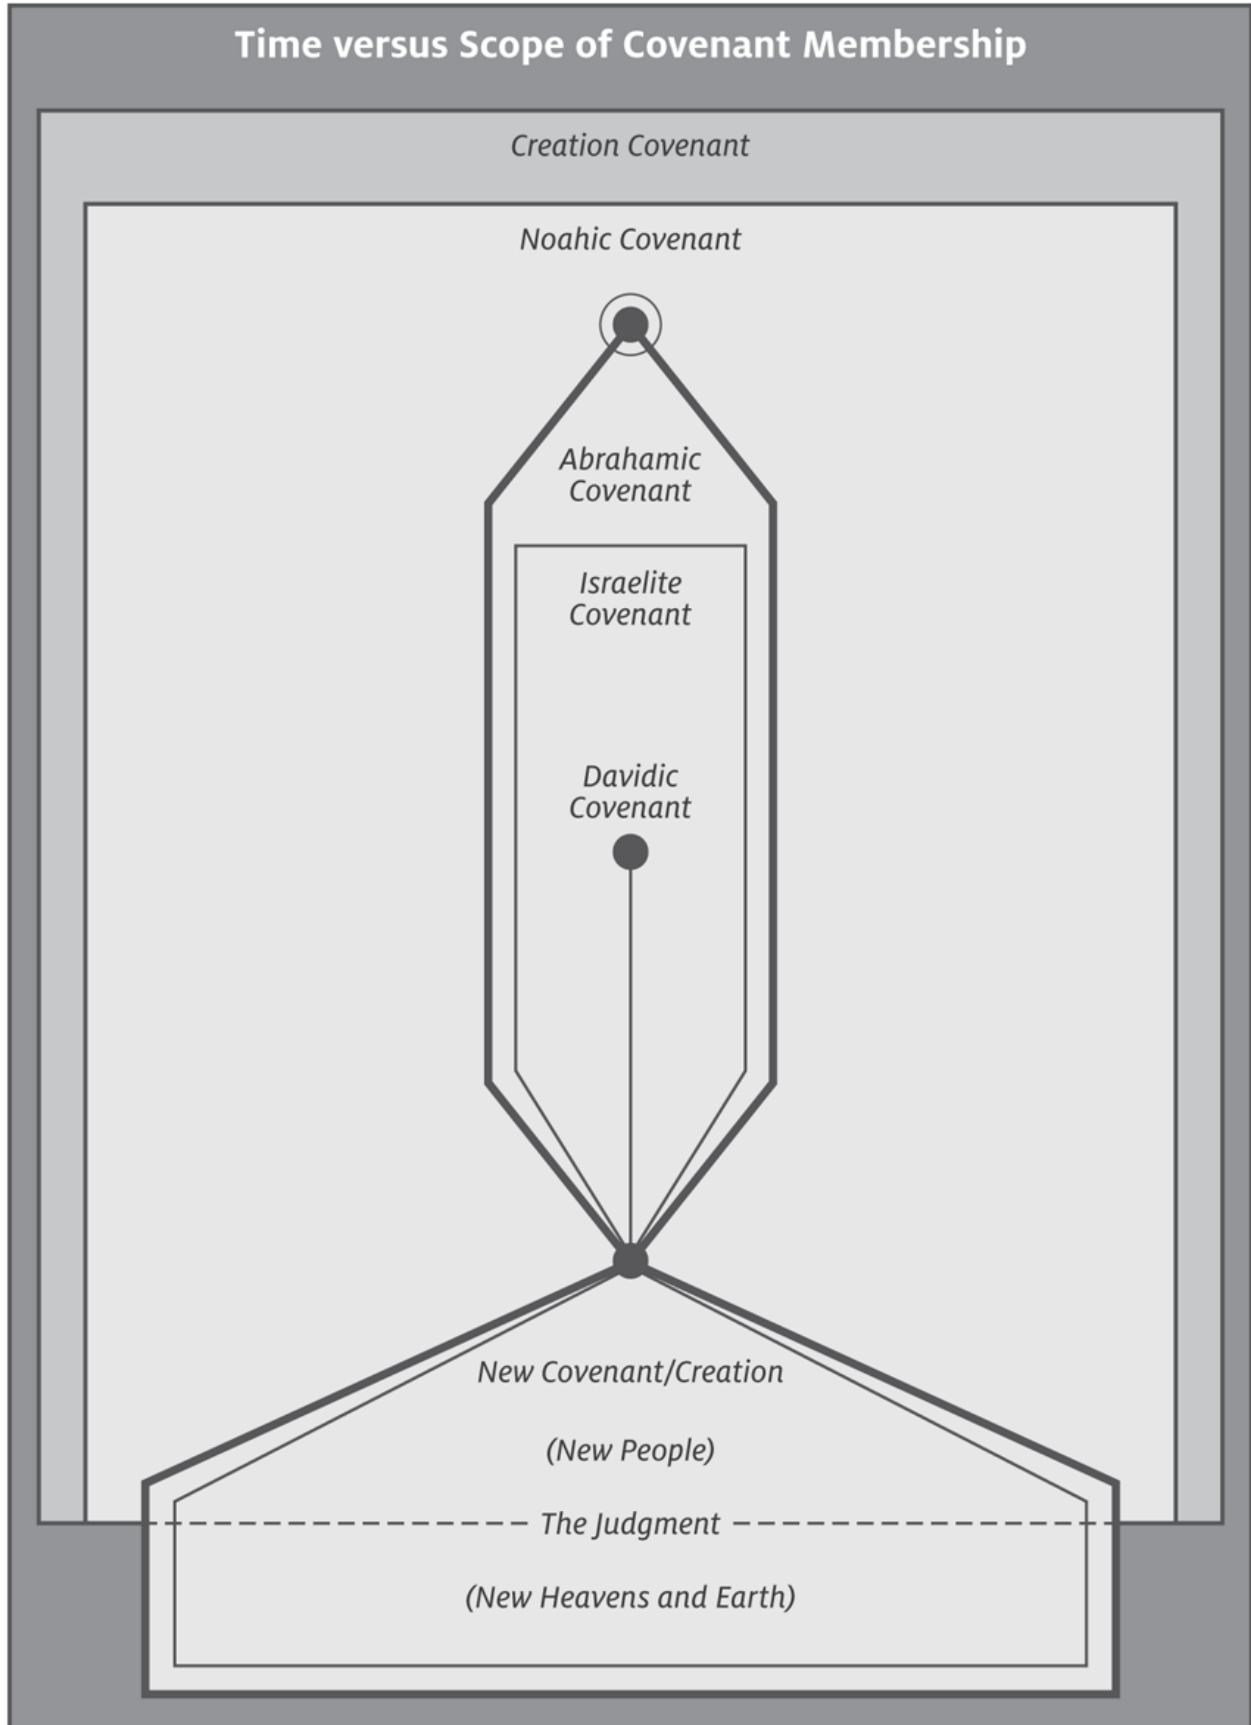 Time versus Scope of Covenant Membership
Creation Covenant
Noahic Covenant
Abrahamic
Covenant
Israelite
Covenant
Davidic
Covenant
New Covenant/Creation
(New People)
The Judgment
(New Heavens and Earth)